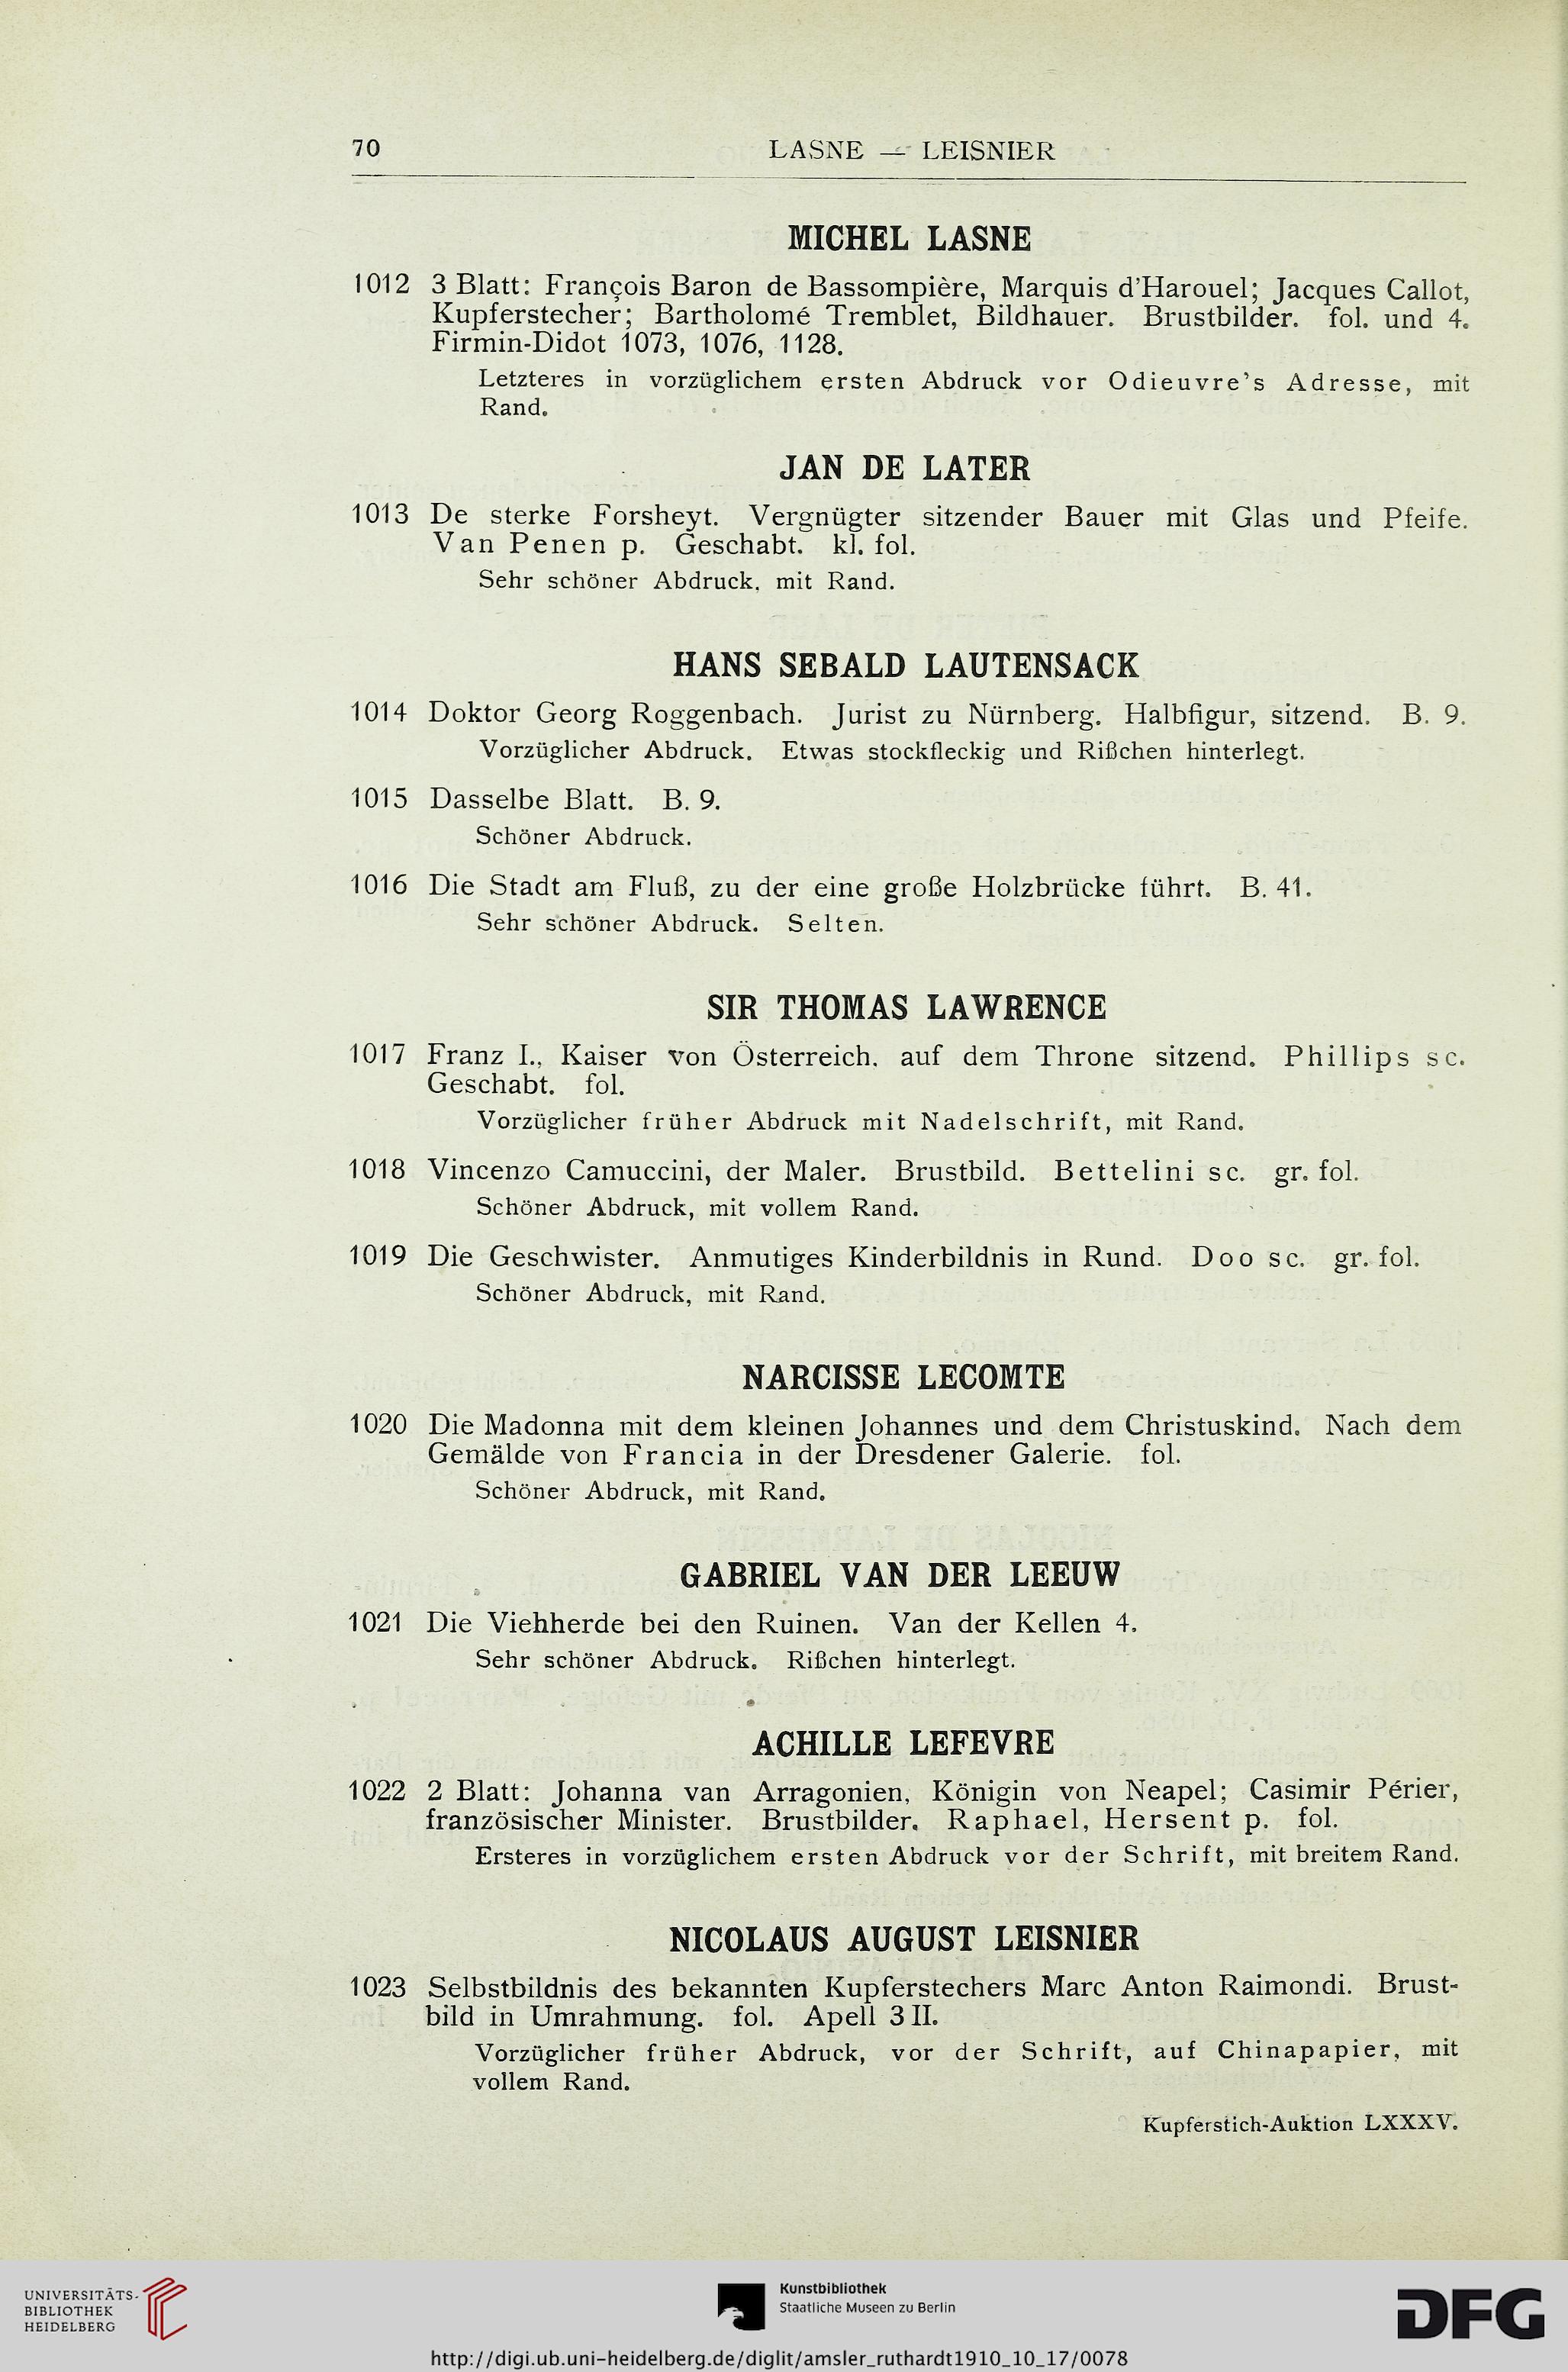 70
LASNE — LEISNIER
MICHEL LASNE
1012 3 Blatt: François Baron de Bassompière, Marquis d'Harouel; Jacques Callot,
Kupferstecher; Bartholomé Tremblet, Bildhauer. Brustbilder. fol. und 4.
Firmin-Didot 1073, 1076, 1128.
Letzteres in vorzüglichem ersten Abdruck vor Odieuvre's Adresse, mit
Rand.
JAN DE LATER
1013 De sterke Forsheyt. Vergnügter sitzender Bauer mit Glas und Pfeife.
Van Penen p. Geschabt. kl. fol.
Sehr schöner Abdruck, mit Rand.
HANS SEBALD LAUTENSACK
1014 Doktor Georg Roggenbach. Jurist zu Nürnberg. Halbfigur, sitzend. B. 9.
Vorzüglicher Abdruck. Etwas stockfleckig und Rißchen hinterlegt.
1015 Dasselbe Blatt. B. 9.
Schöner Abdruck.
1016 Die Stadt am Fluß, zu der eine große Holzbrücke führt. B. 41.
Sehr schöner Abdruck. Selten.
SIR THOMAS LAWRENCE
1017 Franz I., Kaiser von Österreich. auf dem Throne sitzend. Phillips sc.
Geschabt. fol.
Vorzüglicher früher Abdruck mit Nadelschrift, mit Rand.
1018 Vincenzo Camuccini, der Maler. Brustbild. Bettelini sc. gr. fol.
Schöner Abdruck, mit vollem Rand.
1019 Die Geschwister. Anmutiges Kinderbildnis in Rund. Doo sc. gr. fol.
Schöner Abdruck, mit Rand.
NARCISSE LECOMTE
1020 Die Madonna mit dem kleinen Johannes und dem Christuskind. Nach dem
Gemälde von Francia in der Dresdener Galerie. fol.
Schöner Abdruck, mit Rand.
GABRIEL VAN DER LEEUW
1021 Die Viehherde bei den Ruinen. Van der Kellen 4.
Sehr schöner Abdruck. Rißchen hinterlegt.
ACHILLE LEFEVRE
1022 2 Blatt: Johanna van Arragonien, Königin von Neapel; Casimir Périer,
französischer Minister. Brustbilder. Raphael, Hersent p. fol.
Ersteres in vorzüglichem ersten Abdruck vor der Schrift, mit breitem Rand.
NICOLAUS AUGUST LEISNIER
1023 Selbstbildnis des bekannten Kupferstechers Marc Anton Raimondi. Brust-
bild in Umrahmung. fol. Apell 3 II.
Vorzüglicher früher Abdruck, vor der Schrift, auf Chinapapier, mit
vollem Rand.
Kupferstich-Auktion LXXXV.
UNIVERSITÄTS-
BIBLIOTHEK
HEIDELBERG
Kunstbibliothek
Staatliche Museen zu Berlin
DFG
http://digi.ub.uni-heidelberg.de/diglit/amsler_ruthardt1910_10_17/0078